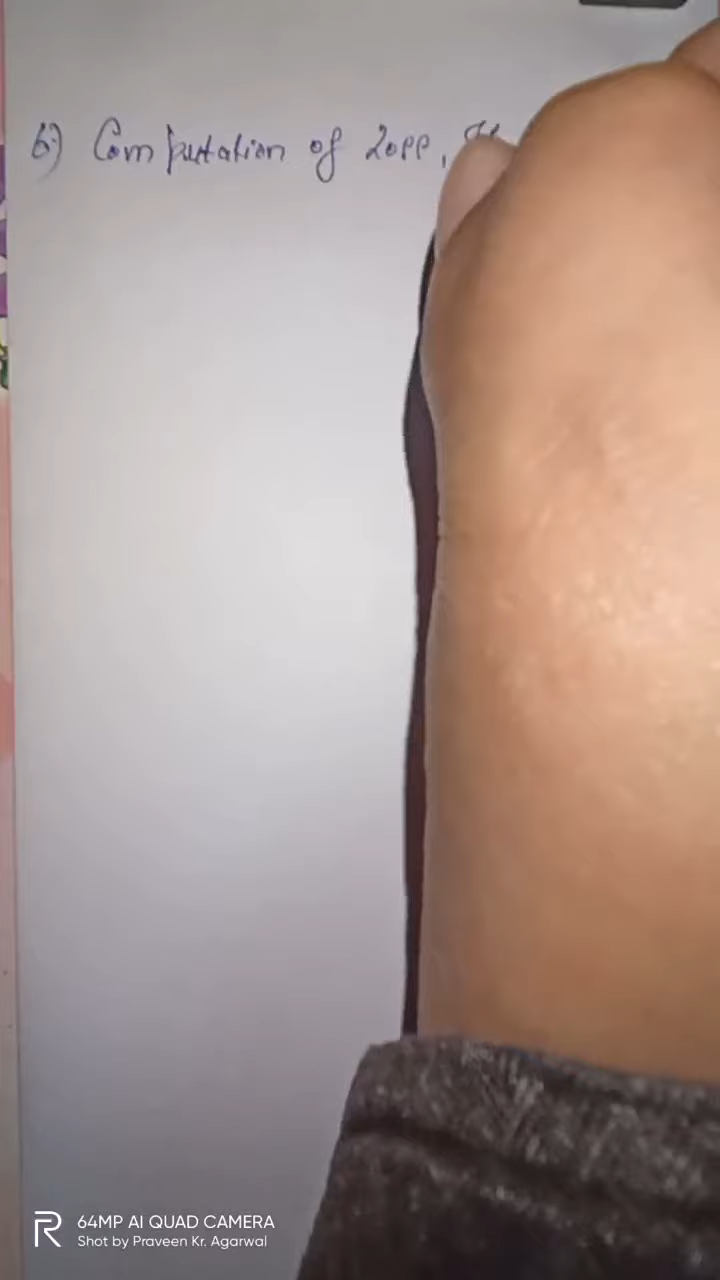 6) Computation of Loss,
64MP AI QUAD CAMERA
Shot by Praveen Kr. Agarwal